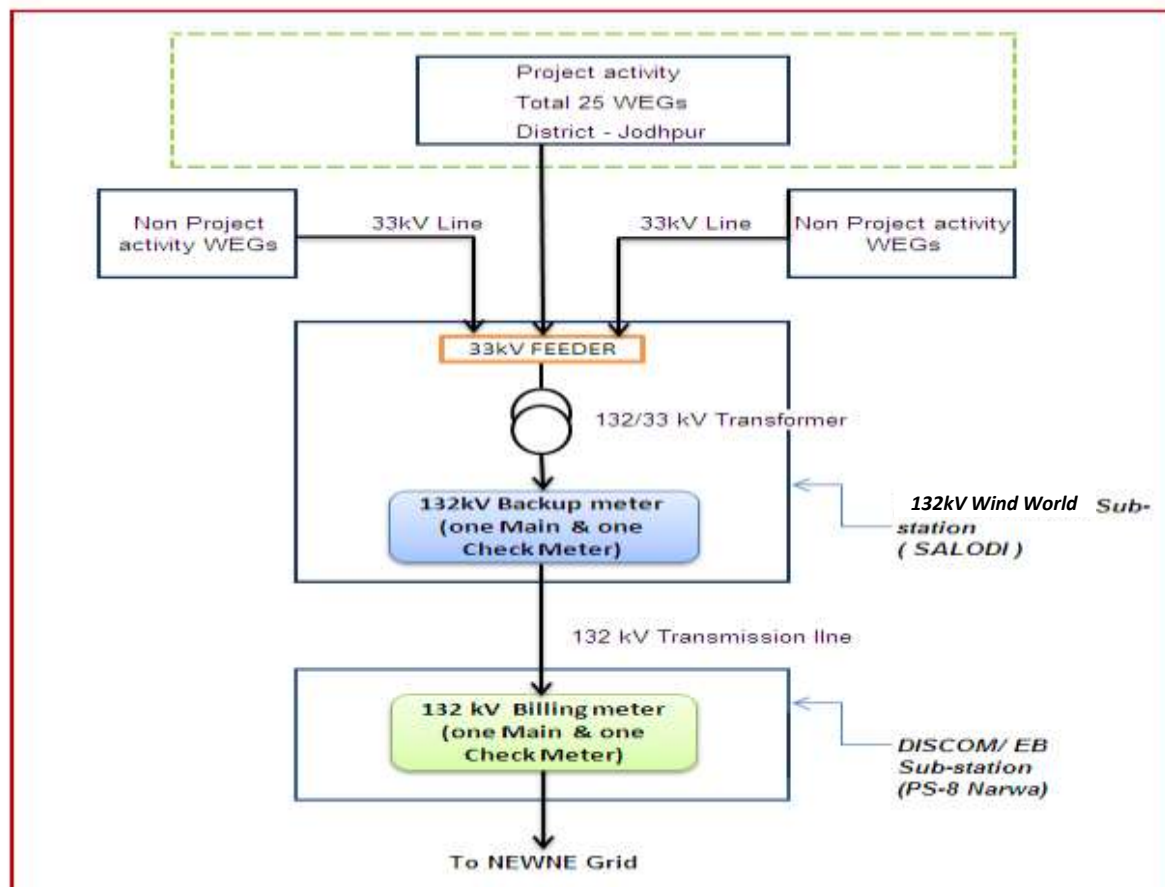 Project activity
Total 25 WEGs
District - Jodhpur
Non Project
activity WEGs
33kV Line
33kV Line
Non Project activity
WEGs
33kV FEEDER
132/33 kV Transformer
132kV Backup meter
(one Main & one
Check Meter)
132kV Wind World Sub-
station
( SALODI )
132 kV Transmission line
132 kV Billing meter
(one Main & one
Check Meter)
DISCOM/ EB
Sub-station
(PS-8 Narwa)
To NEWNE Grid